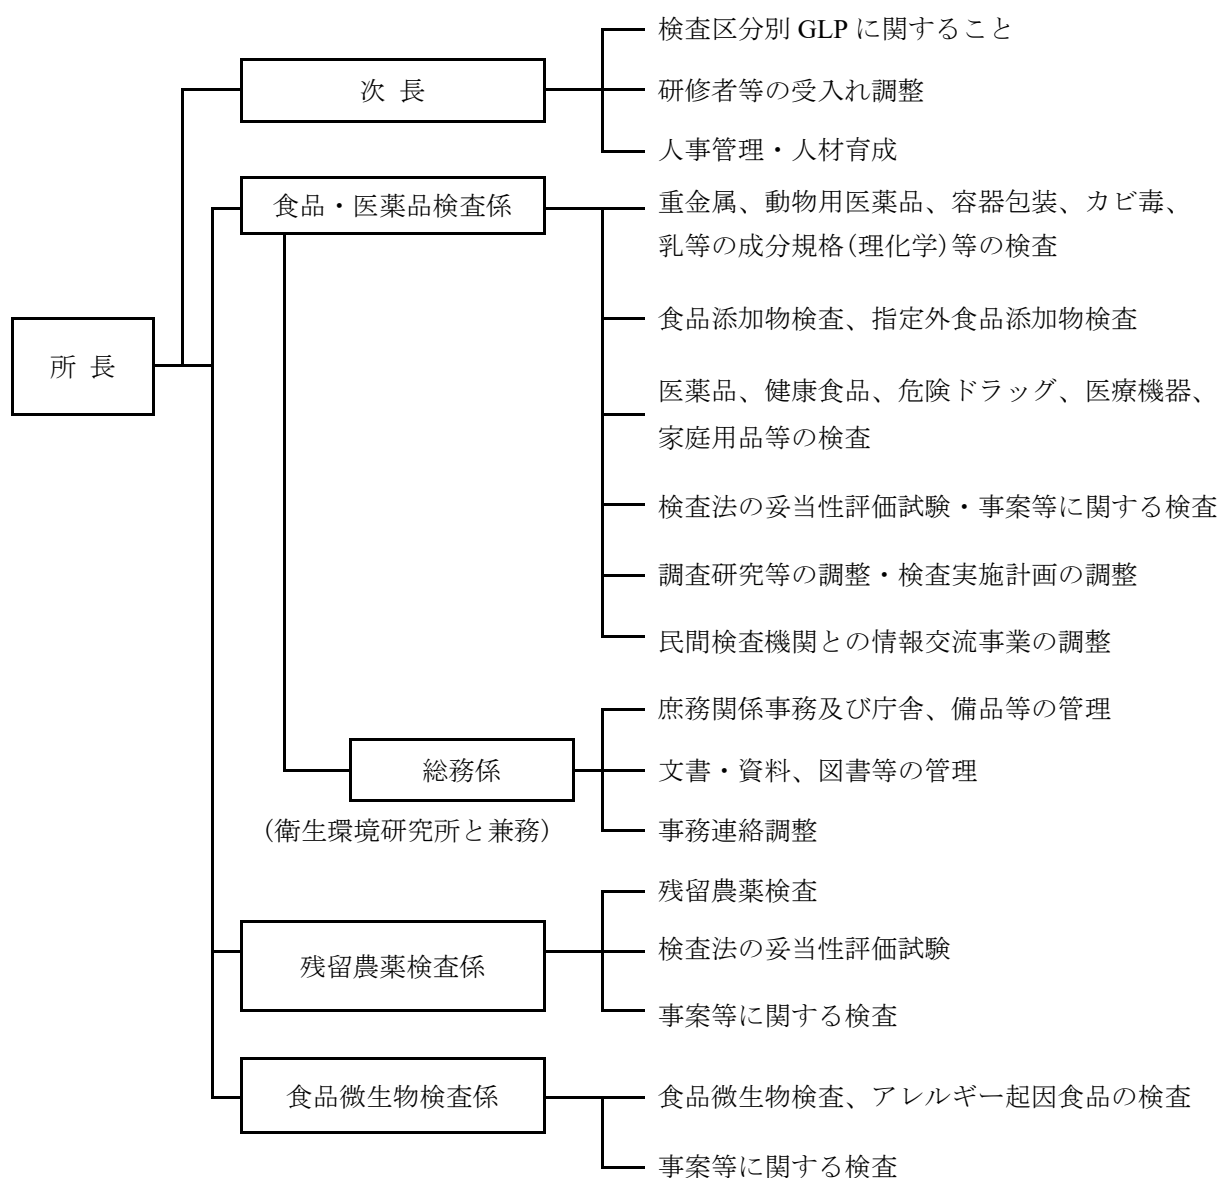 検査区分別 GLP に関すること
次 長
研修者等の受入れ調整
人事管理・人材育成
食品・医薬品検査係
重金属、動物用医薬品、容器包装、カビ毒、
乳等の成分規格(理化学)等の検査
食品添加物検査、指定外食品添加物検査
所 長
医薬品、健康食品、危険ドラッグ、医療機器、
家庭用品等の検査
検査法の妥当性評価試験・事案等に関する検査
調査研究等の調整・検査実施計画の調整
民間検査機関との情報交流事業の調整
庶務関係事務及び庁舎、備品等の管理
総務係
文書・資料、図書等の管理
(衛生環境研究所と兼務)
事務連絡調整
残留農薬検査
残留農薬検査係
検査法の妥当性評価試験
事案等に関する検査
食品微生物検査係
食品微生物検査、アレルギー起因食品の検査
事案等に関する検査